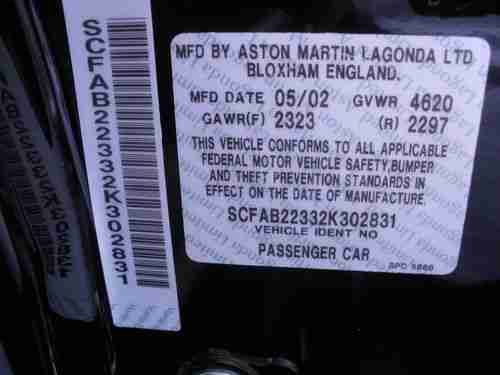 SCFAB22332K302831
MFD BY ASTON MARTIN LAGONDA LTD
BLOXHAM ENGLAND.
MFD DATE 05/02 GVWR 4620
GAWR(F) 2323 (R) 2297
THIS VEHICLE CONFORMS TO ALL APPLICABLE
FEDERAL MOTOR VEHICLE SAFETY,BUMPER
AND THEFT PREVENTION STANDARDS IN
EFFECT ON THE DATE OF MANUFACTURE
SHOWN ABOVE
SCFAB22332K302831
VEHICLE IDENT NO
PASSENGER CAR